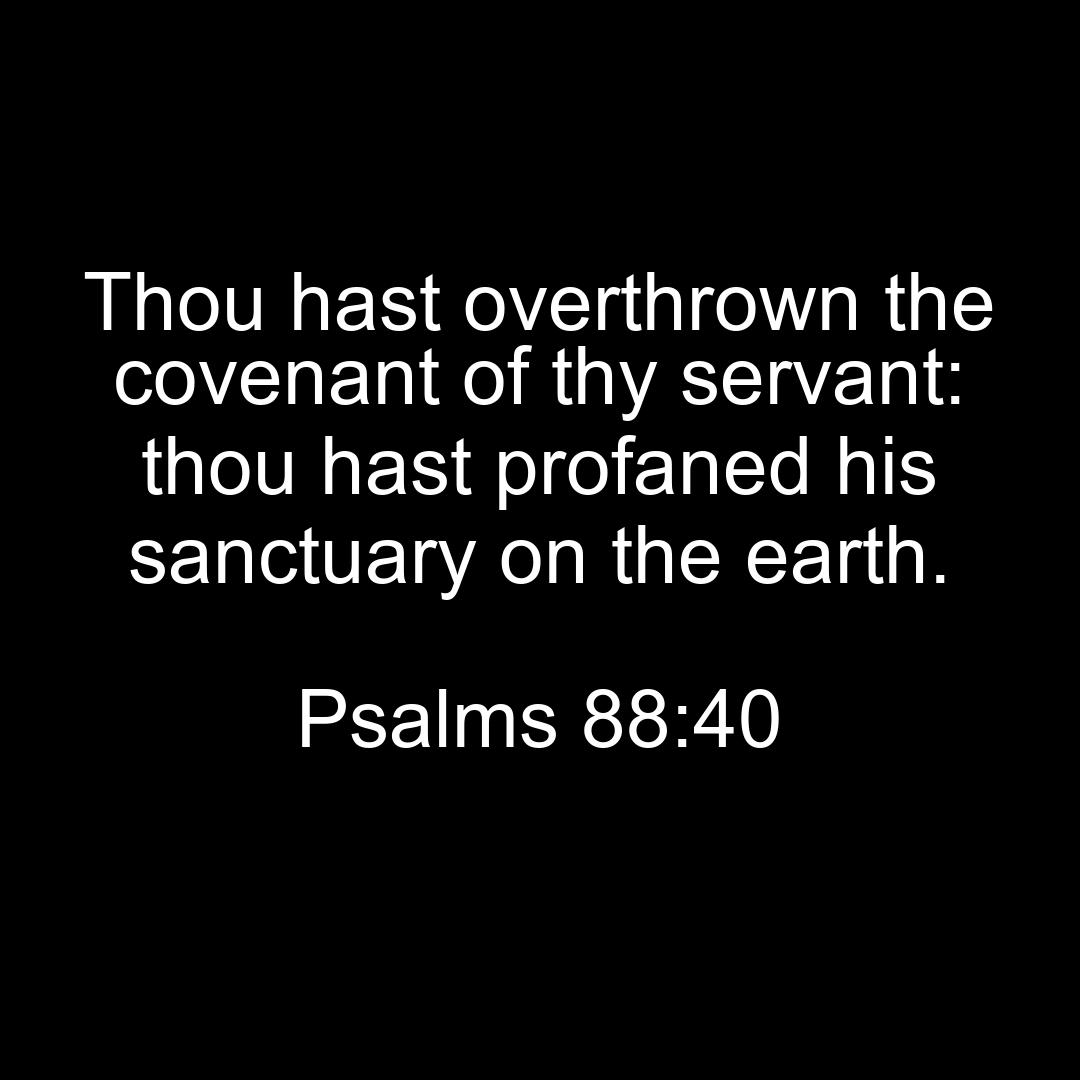 Thou hast overthrown the
covenant of thy servant:
thou hast profaned his
sanctuary on the earth.
Psalms 88:40